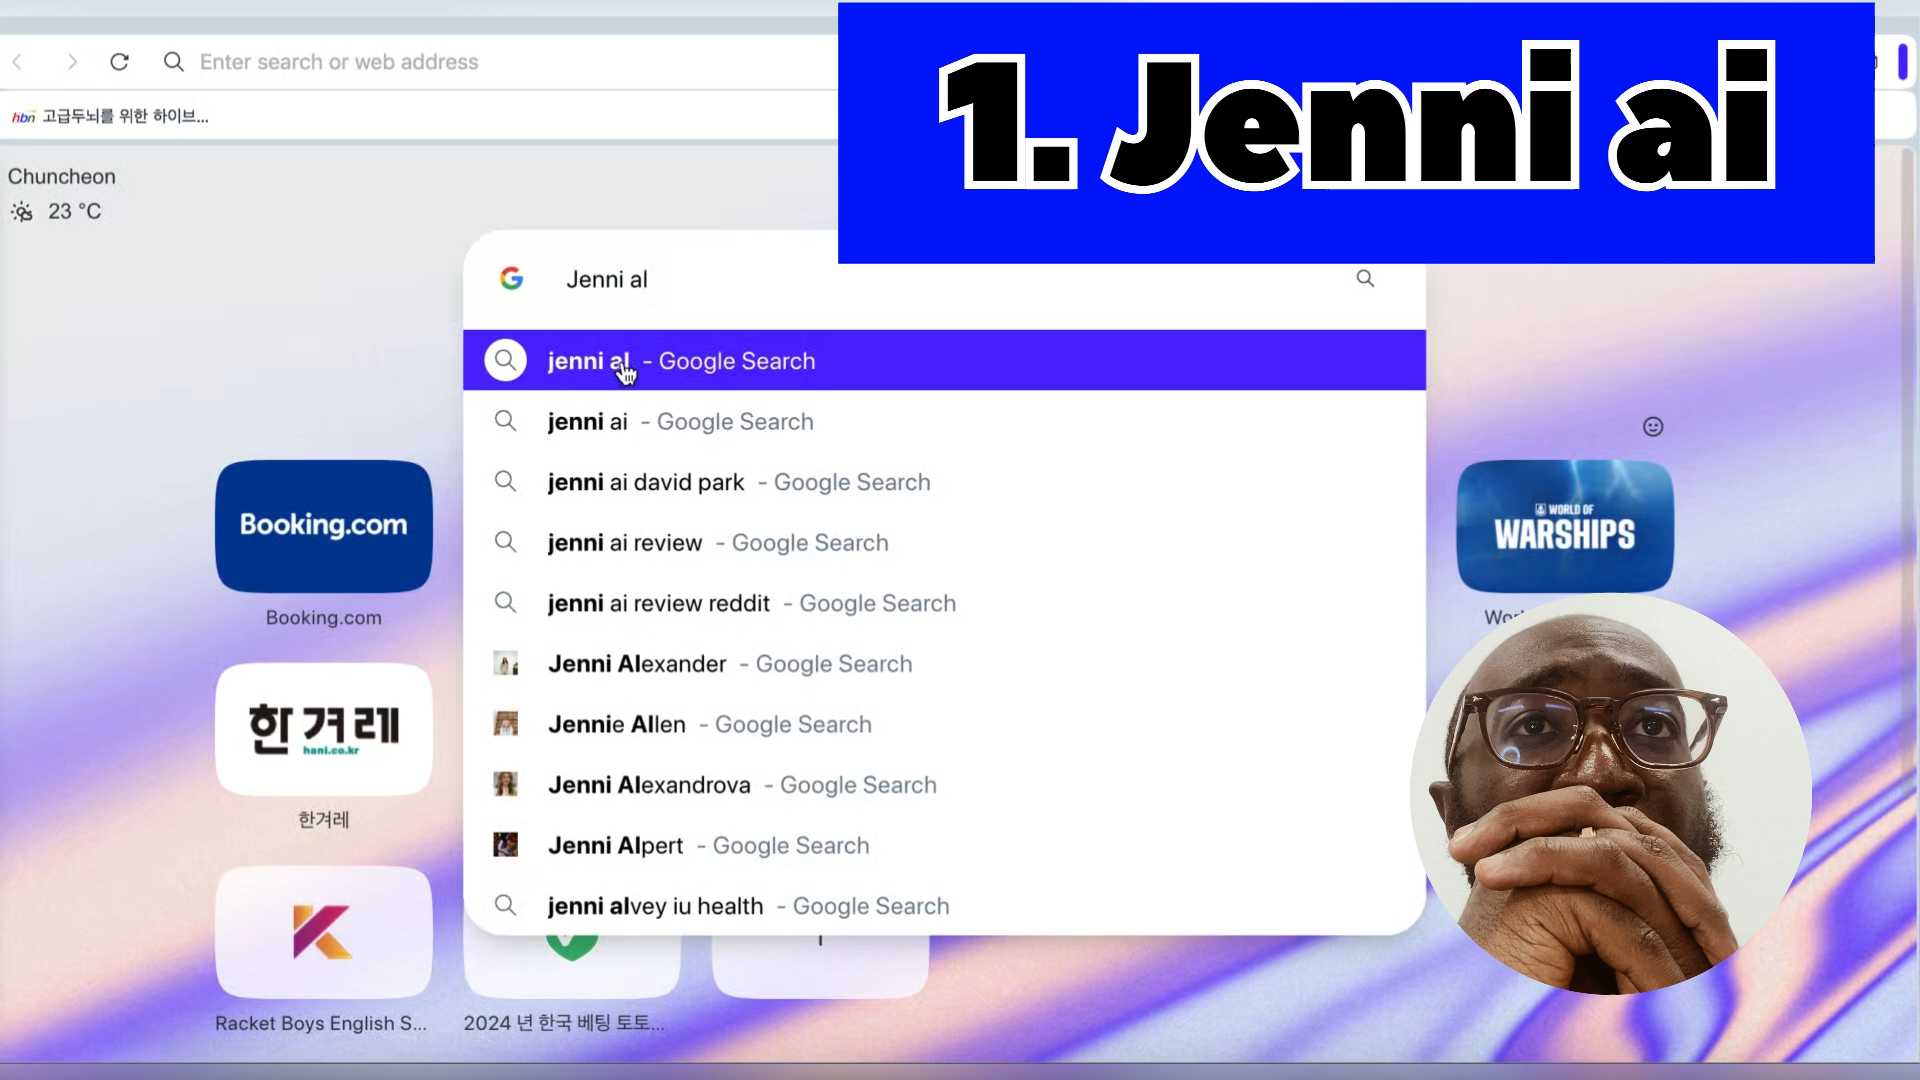 1. Jenni ai
Enter search or web address
hbn 고급두뇌를 위한 하이브...
Chuncheon
23 °C
Jenni al
jenni al - Google Search
jenni ai - Google Search
jenni ai david park - Google Search
jenni ai review - Google Search
jenni ai review reddit - Google Search
Jenni Alexander - Google Search
Jennie Allen - Google Search
Jenni Alexandrova - Google Search
Jenni Alpert - Google Search
jenni alvey iu health - Google Search
Booking.com
Booking.com
WORLD OF
WARSHIPS
한겨레
hani.co.kr
한겨레
Racket Boys English S...
2024 년 한국 베팅 토토...